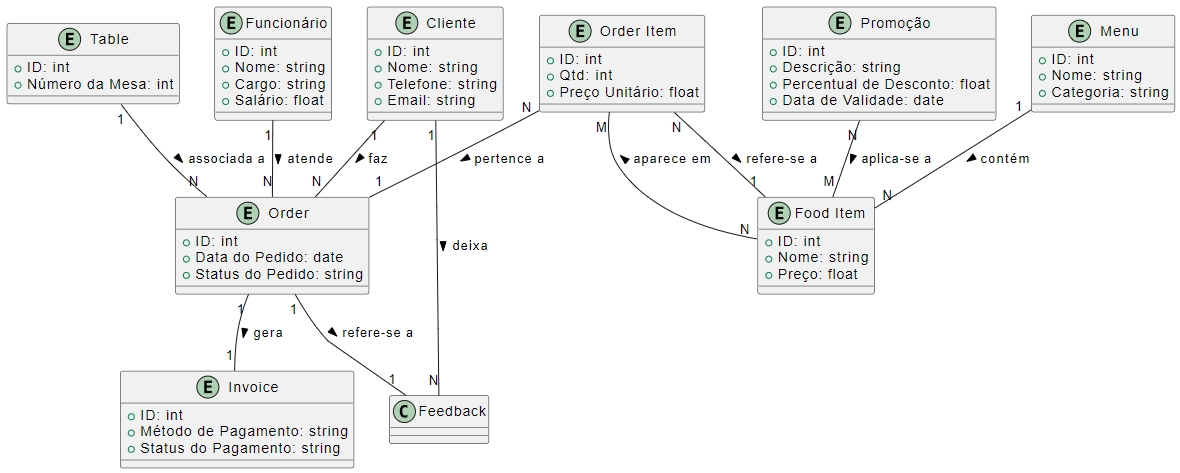 E Table
ID: int
Número da Mesa: int
E Funcionário
ID: int
Nome: string
Cargo: string
Salário: float
E Cliente
ID: int
Nome: string
Telefone: string
Email: string
E Order Item
ID: int
Qtd: int
Preço Unitário: float
E Promoção
ID: int
Descrição: string
Percentual de Desconto: float
Data de Validade: date
E Menu
ID: int
Nome: string
Categoria: string
1
1
1
1
N
M
N
N
1
associada a
atende
faz
pertence a
aparece em
refere-se a
aplica-se a
contém
N
N
N
1
1
M
N
N
E Order
ID: int
Data do Pedido: date
Status do Pedido: string
deixa
E Food Item
ID: int
Nome: string
Preço: float
1
1
gera
refere-se a
1
1
N
E Invoice
ID: int
Método de Pagamento: string
Status do Pagamento: string
C Feedback